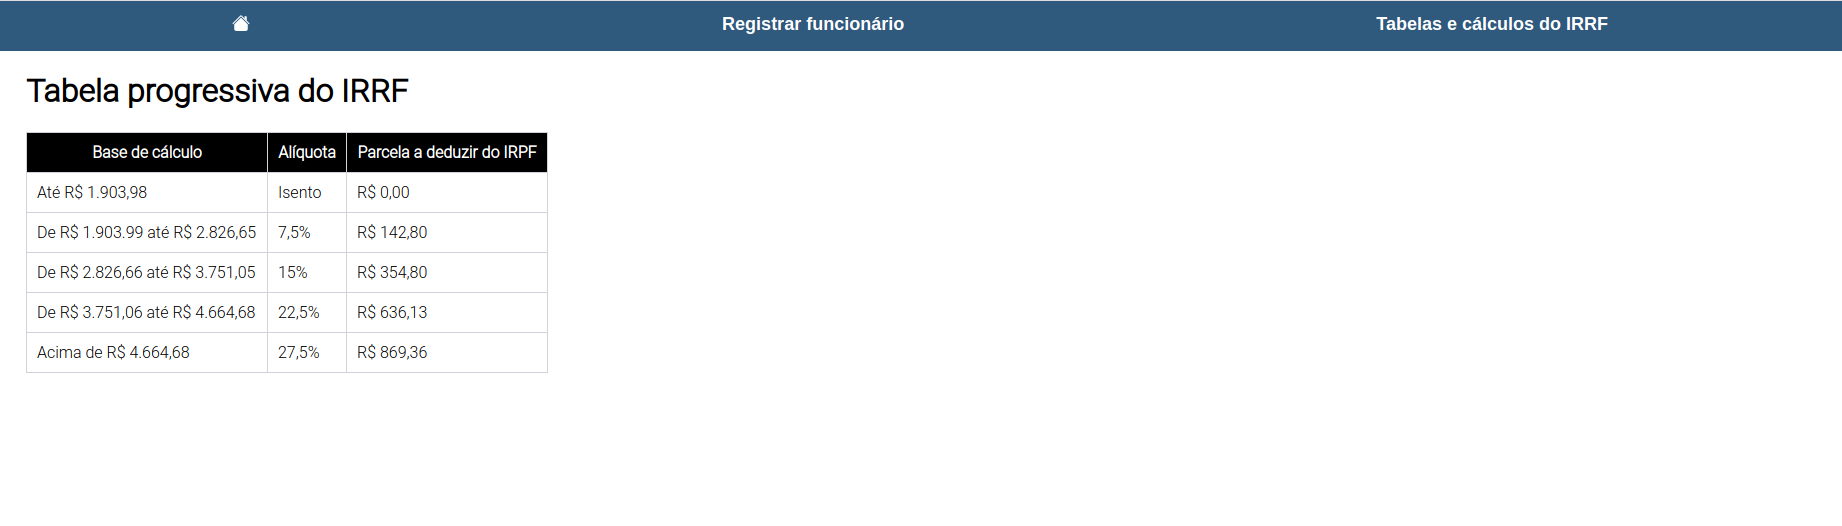 Registrar funcionário Tabelas e cálculos do IRRF
Tabela progressiva do IRRF
Base de cálculo Alíquota Parcela a deduzir do IRPF
Até R$ 1.903,98 Isento R$ 0,00
De R$ 1.903.99 até R$ 2.826,65 7,5% R$ 142,80
De R$ 2.826,66 até R$ 3.751,05 15% R$ 354,80
De R$ 3.751,06 até R$ 4.664,68 22,5% R$ 636,13
Acima de R$ 4.664,68 27,5% R$ 869,36